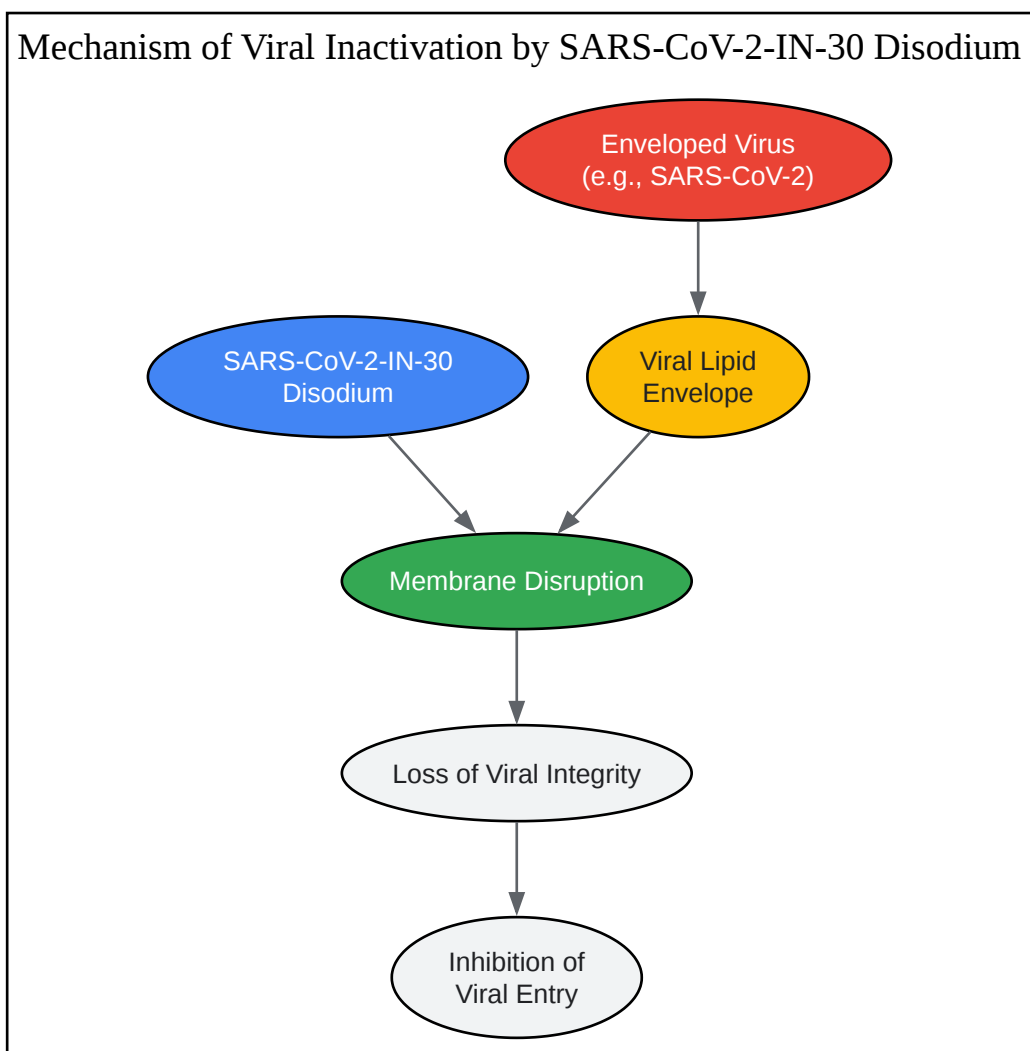 Mechanism of Viral Inactivation by SARS-CoV-2-IN-30 Disodium
Enveloped Virus
(e.g., SARS-CoV-2)
SARS-CoV-2-IN-30
Disodium
Viral Lipid
Envelope
Membrane Disruption
Loss of Viral Integrity
Inhibition of
Viral Entry